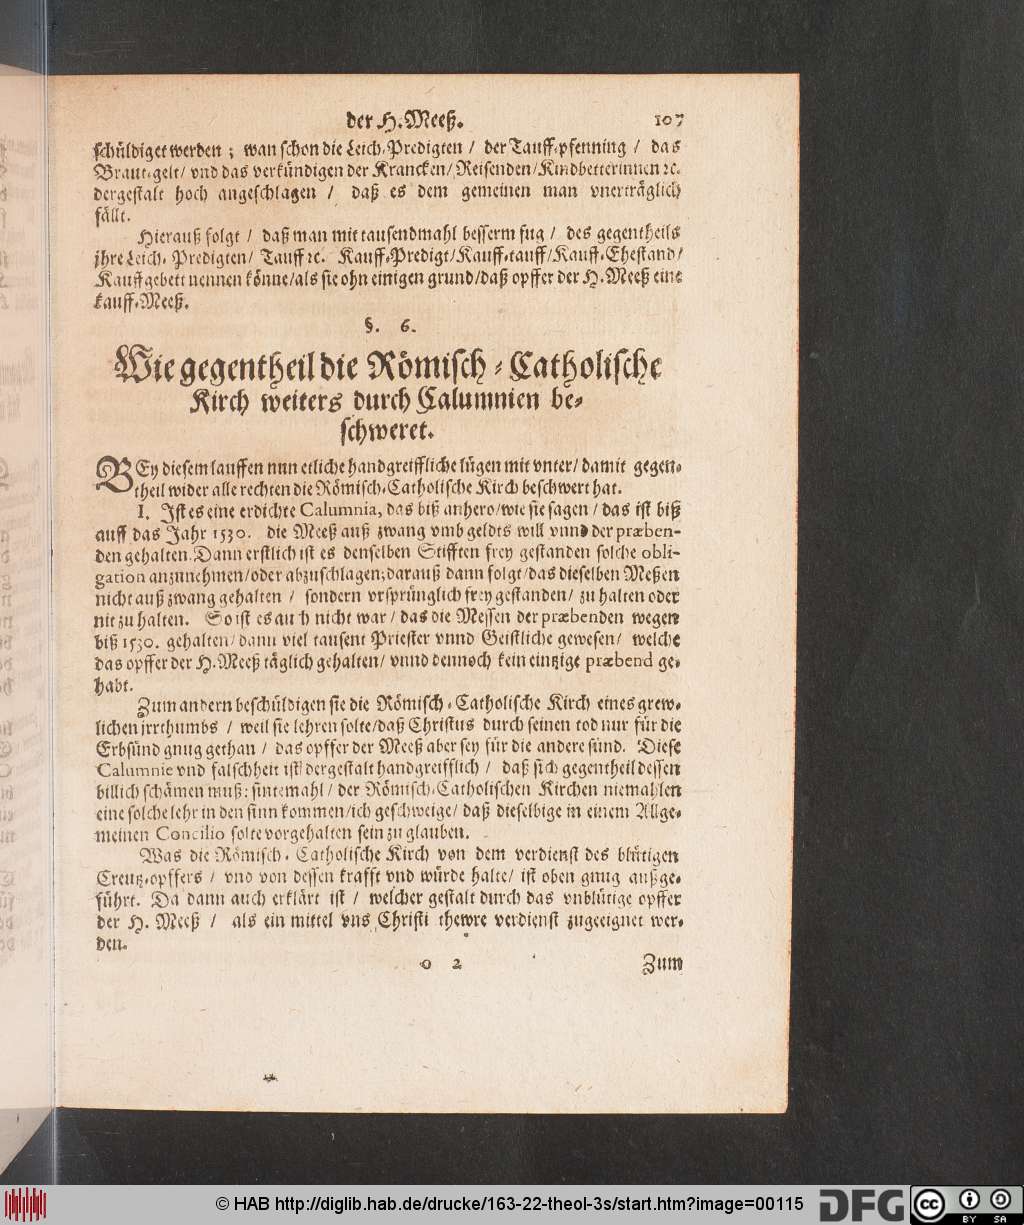 der H. Meeß. 107
schüldiget werden ; wan schon die Leich-Predigten / der Tauff-pfenning / das
Braut-gelt / vnd das verkündigen der Krancken / Reisenden / Kindbetterinnen ꝛc.
dergestalt hoch angeschlagen / daß es dem gemeinen man vnerträglich
fällt.
Hierauß folgt / daß man mit tausendmahl besserm fug / des gegentheils
jhre Leich- Predigten / Tauff ꝛc. Kauff-Predigt / Kauff-tauff / Kauff-Ehestand /
Kauffgebett nennen könne / als sie ohn einigen grund / daß opffer der H. Meeß eine
kauff-Meeß.
§. 6.
Wie gegentheil die Römisch-Catholische
Kirch weiters durch Calumnien be-
schweret.
BEy diesem lauffen nun etliche handgreiffliche lügen mit vnter / damit gegen-
theil wider alle rechten die Römisch-Catholische Kirch beschwert hat.
I. Ist es eine erdichte Calumnia, das biß anhero / wie sie sagen / das ist biß
auff das Jahr 1530. die Meeß auß zwang vmb geldts will vnnd der præben-
den gehalten. Dann erstlich ist es denselben Stifften frey gestanden solche obli-
gation anzunehmen / oder abzuschlagen; darauß dann folgt / das dieselben Meßen
nicht auß zwang gehalten / sondern vrsprünglich frey gestanden / zu halten oder
nit zu halten. So ist es auch nicht war / das die Messen der præbenden wegen
biß 1530. gehalten / dann viel tausent Priester vnnd Geistliche gewesen / welche
das opffer der H. Meeß täglich gehalten / vnnd dennoch kein eintzige præbend ge-
habt.
Zum andern beschüldigen sie die Römisch-Catholische Kirch eines grew-
lichen jrrthumbs / weil sie lehren solte / daß Christus durch seinen tod nur für die
Erbsünd gnug gethan / das opffer der Meeß aber sey für die andere sünd. Diese
Calumnie vnd falschheit ist dergestalt handgreifflich / daß sich gegentheil dessen
billich schämen muß: sintemahl / der Römisch-Catholischen Kirchen niemahlen
eine solche lehr in den sinn kommen / ich geschweige / daß dieselbige in einem Allge-
meinen Concilio solte vorgehalten sein zu glauben.
Was die Römisch- Catholische Kirch von dem verdienst des blütigen
Creutz-opffers / vnd von dessen krafft vnd würde halte / ist oben gnug außge-
führt. Da dann auch erklärt ist / welcher gestalt durch das vnblütige opffer
der H. Meeß / als ein mittel vns Christi thewre verdienst zugeeignet wer-
den.
O 2 Zum
© HAB http://diglib.hab.de/drucke/163-22-theol-3s/start.htm?image=00115 DFG cc BY SA